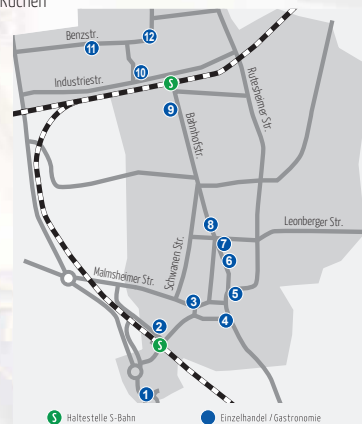 Kuchen
12
Benzstr.
11
10
Industriestr.
S
Rutesheimer Str.
9
Bahnhofstr.
8
Leonberger Str.
7
6
Schwanen Str.
Malmsheimer Str.
5
3
4
2
S
1
S Haltestelle S-Bahn
Einzelhandel / Gastronomie